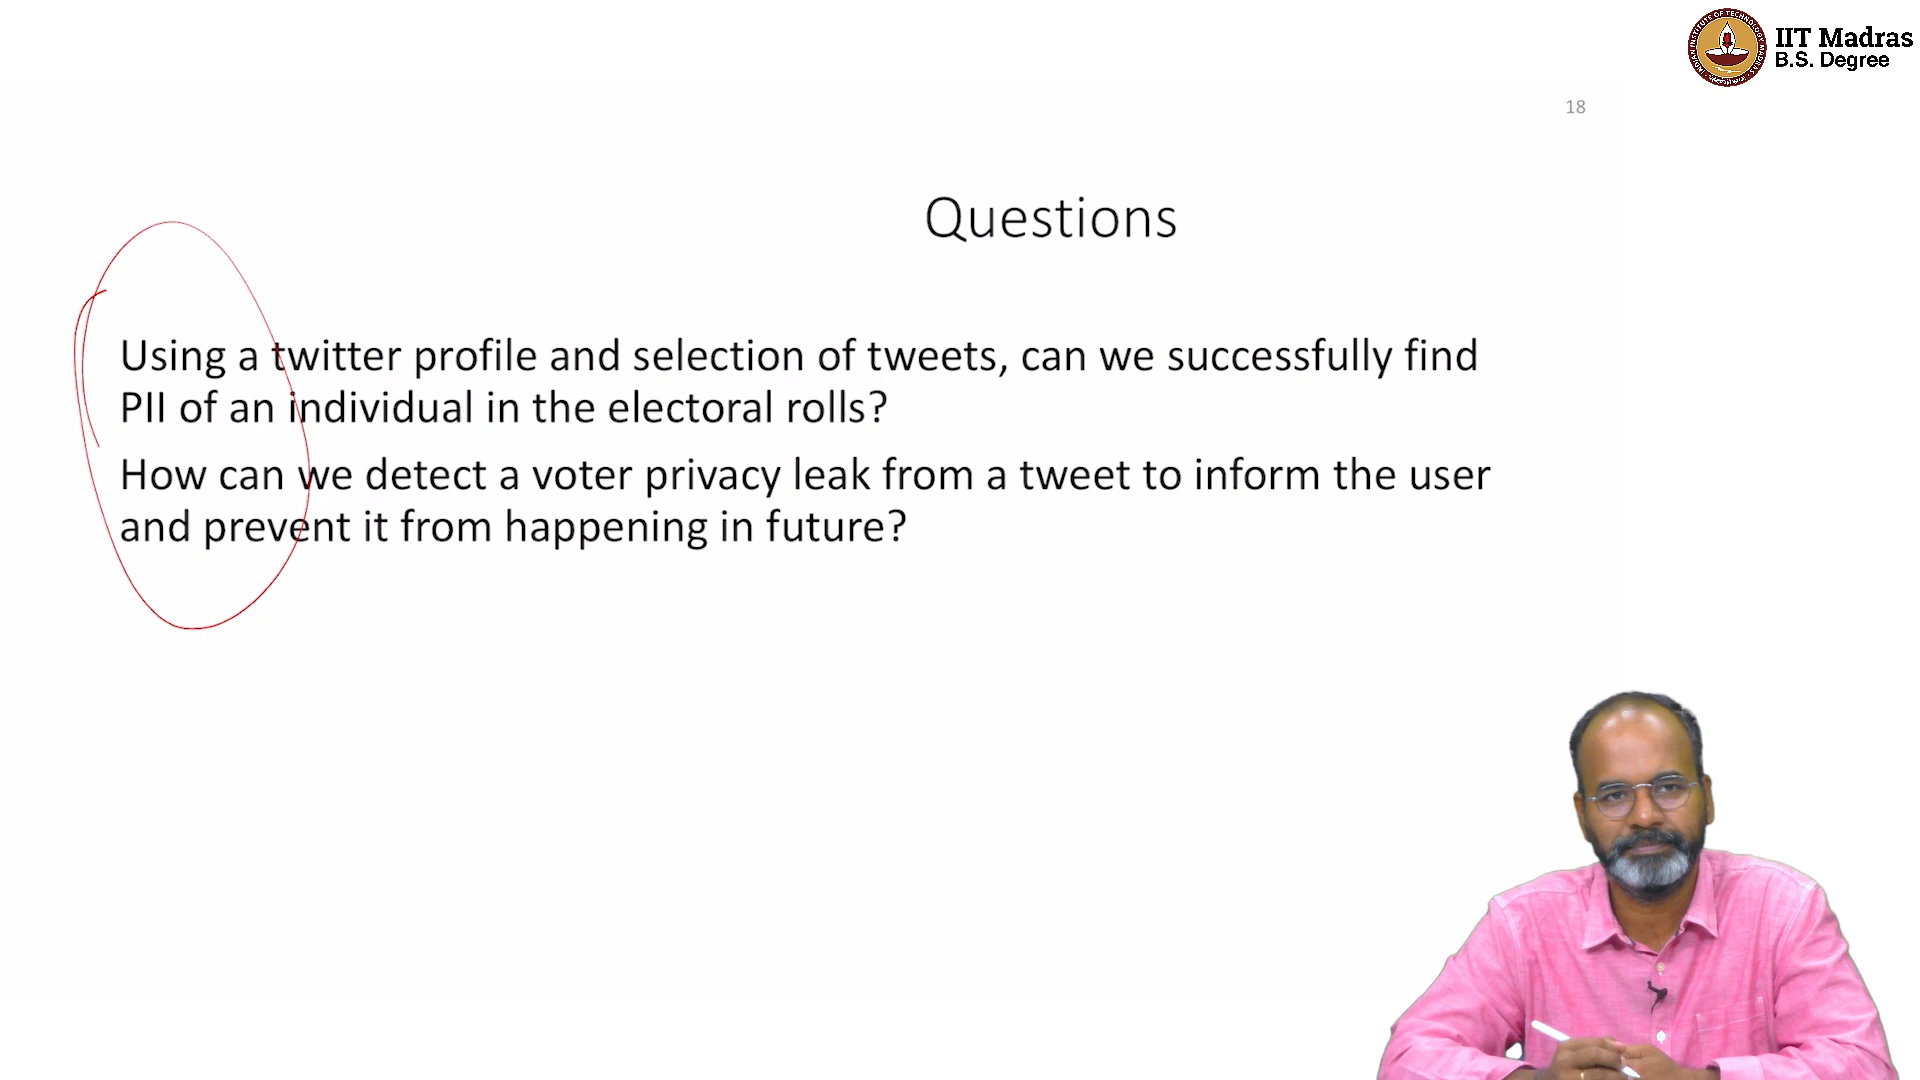 IIT Madras
B.S. Degree
18
Questions
Using a twitter profile and selection of tweets, can we successfully find
PII of an individual in the electoral rolls?
How can we detect a voter privacy leak from a tweet to inform the user
and prevent it from happening in future?